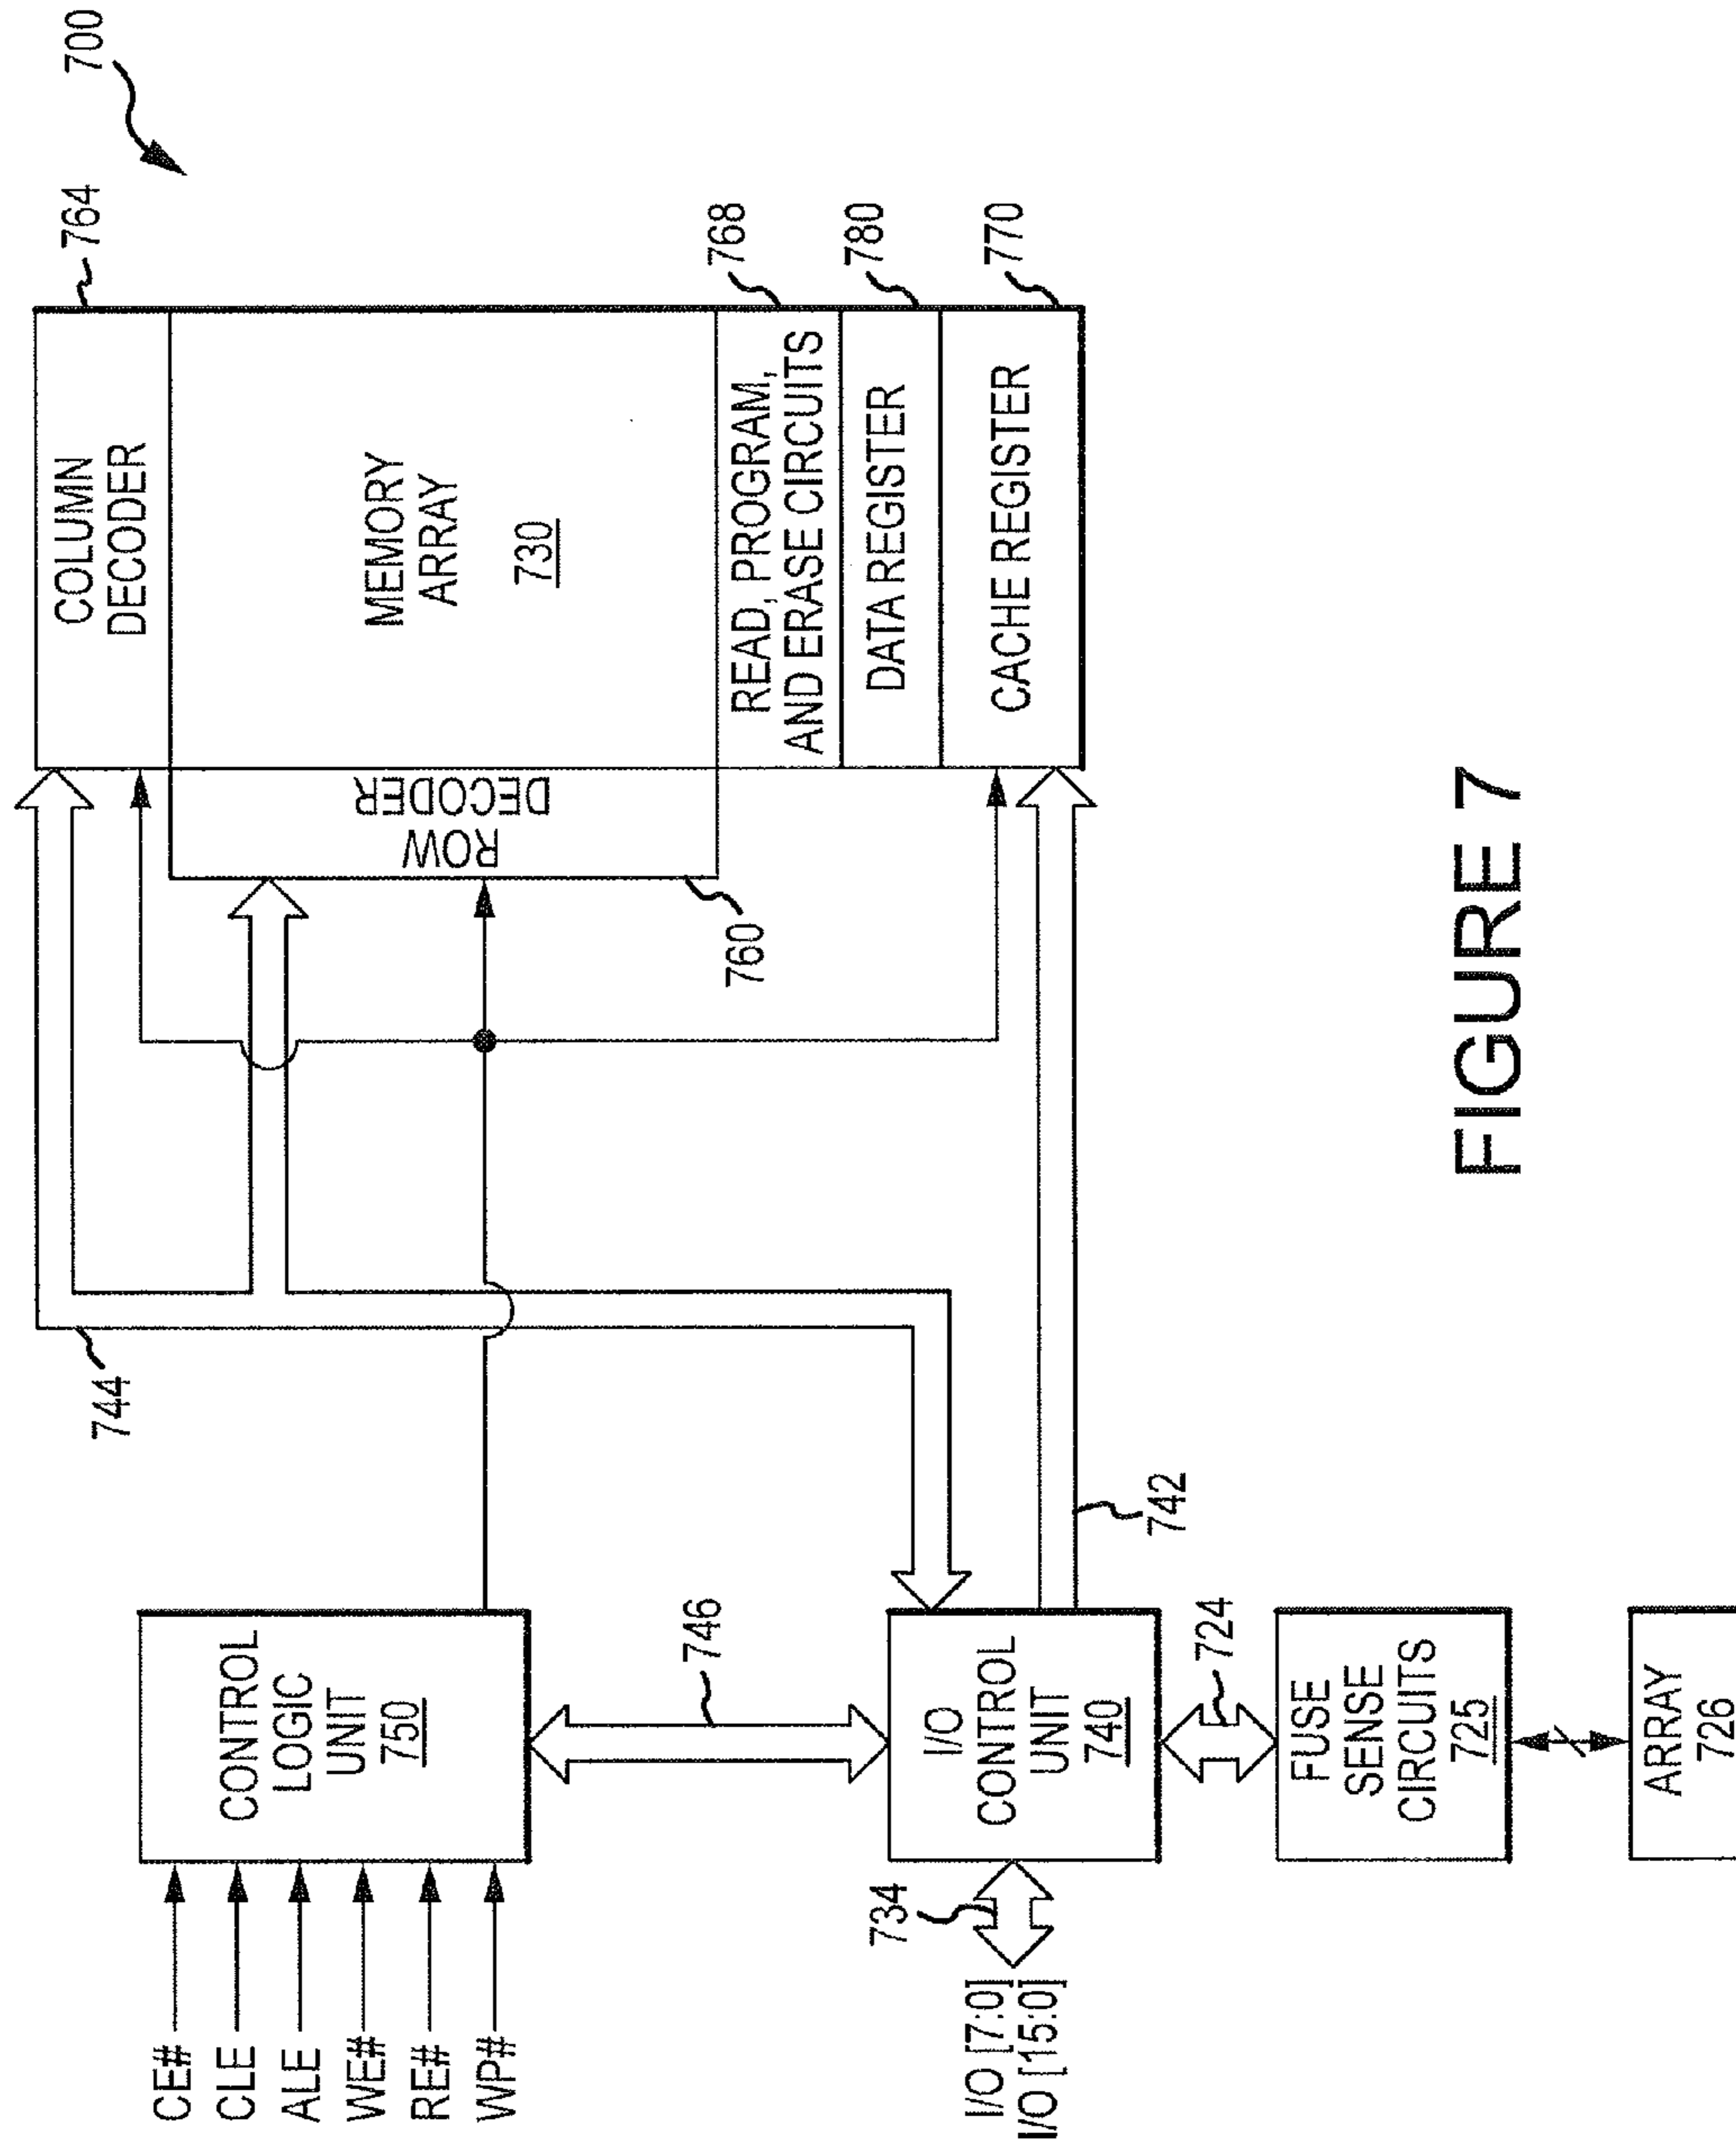 700
764
COLUMN
DECODER
MEMORY
ARRAY
730
ROW
DECODER
760
READ, PROGRAM,
AND ERASE CIRCUITS
768
DATA REGISTER
780
CACHE REGISTER
770
744
CE#
CLE
ALE
WE#
RE#
WP#
CONTROL
LOGIC
UNIT
750
746
734
I/O [7:0]
I/O [15:0]
I/O
CONTROL
UNIT
740
742
724
FUSE
SENSE
CIRCUITS
725
ARRAY
726
FIGURE 7